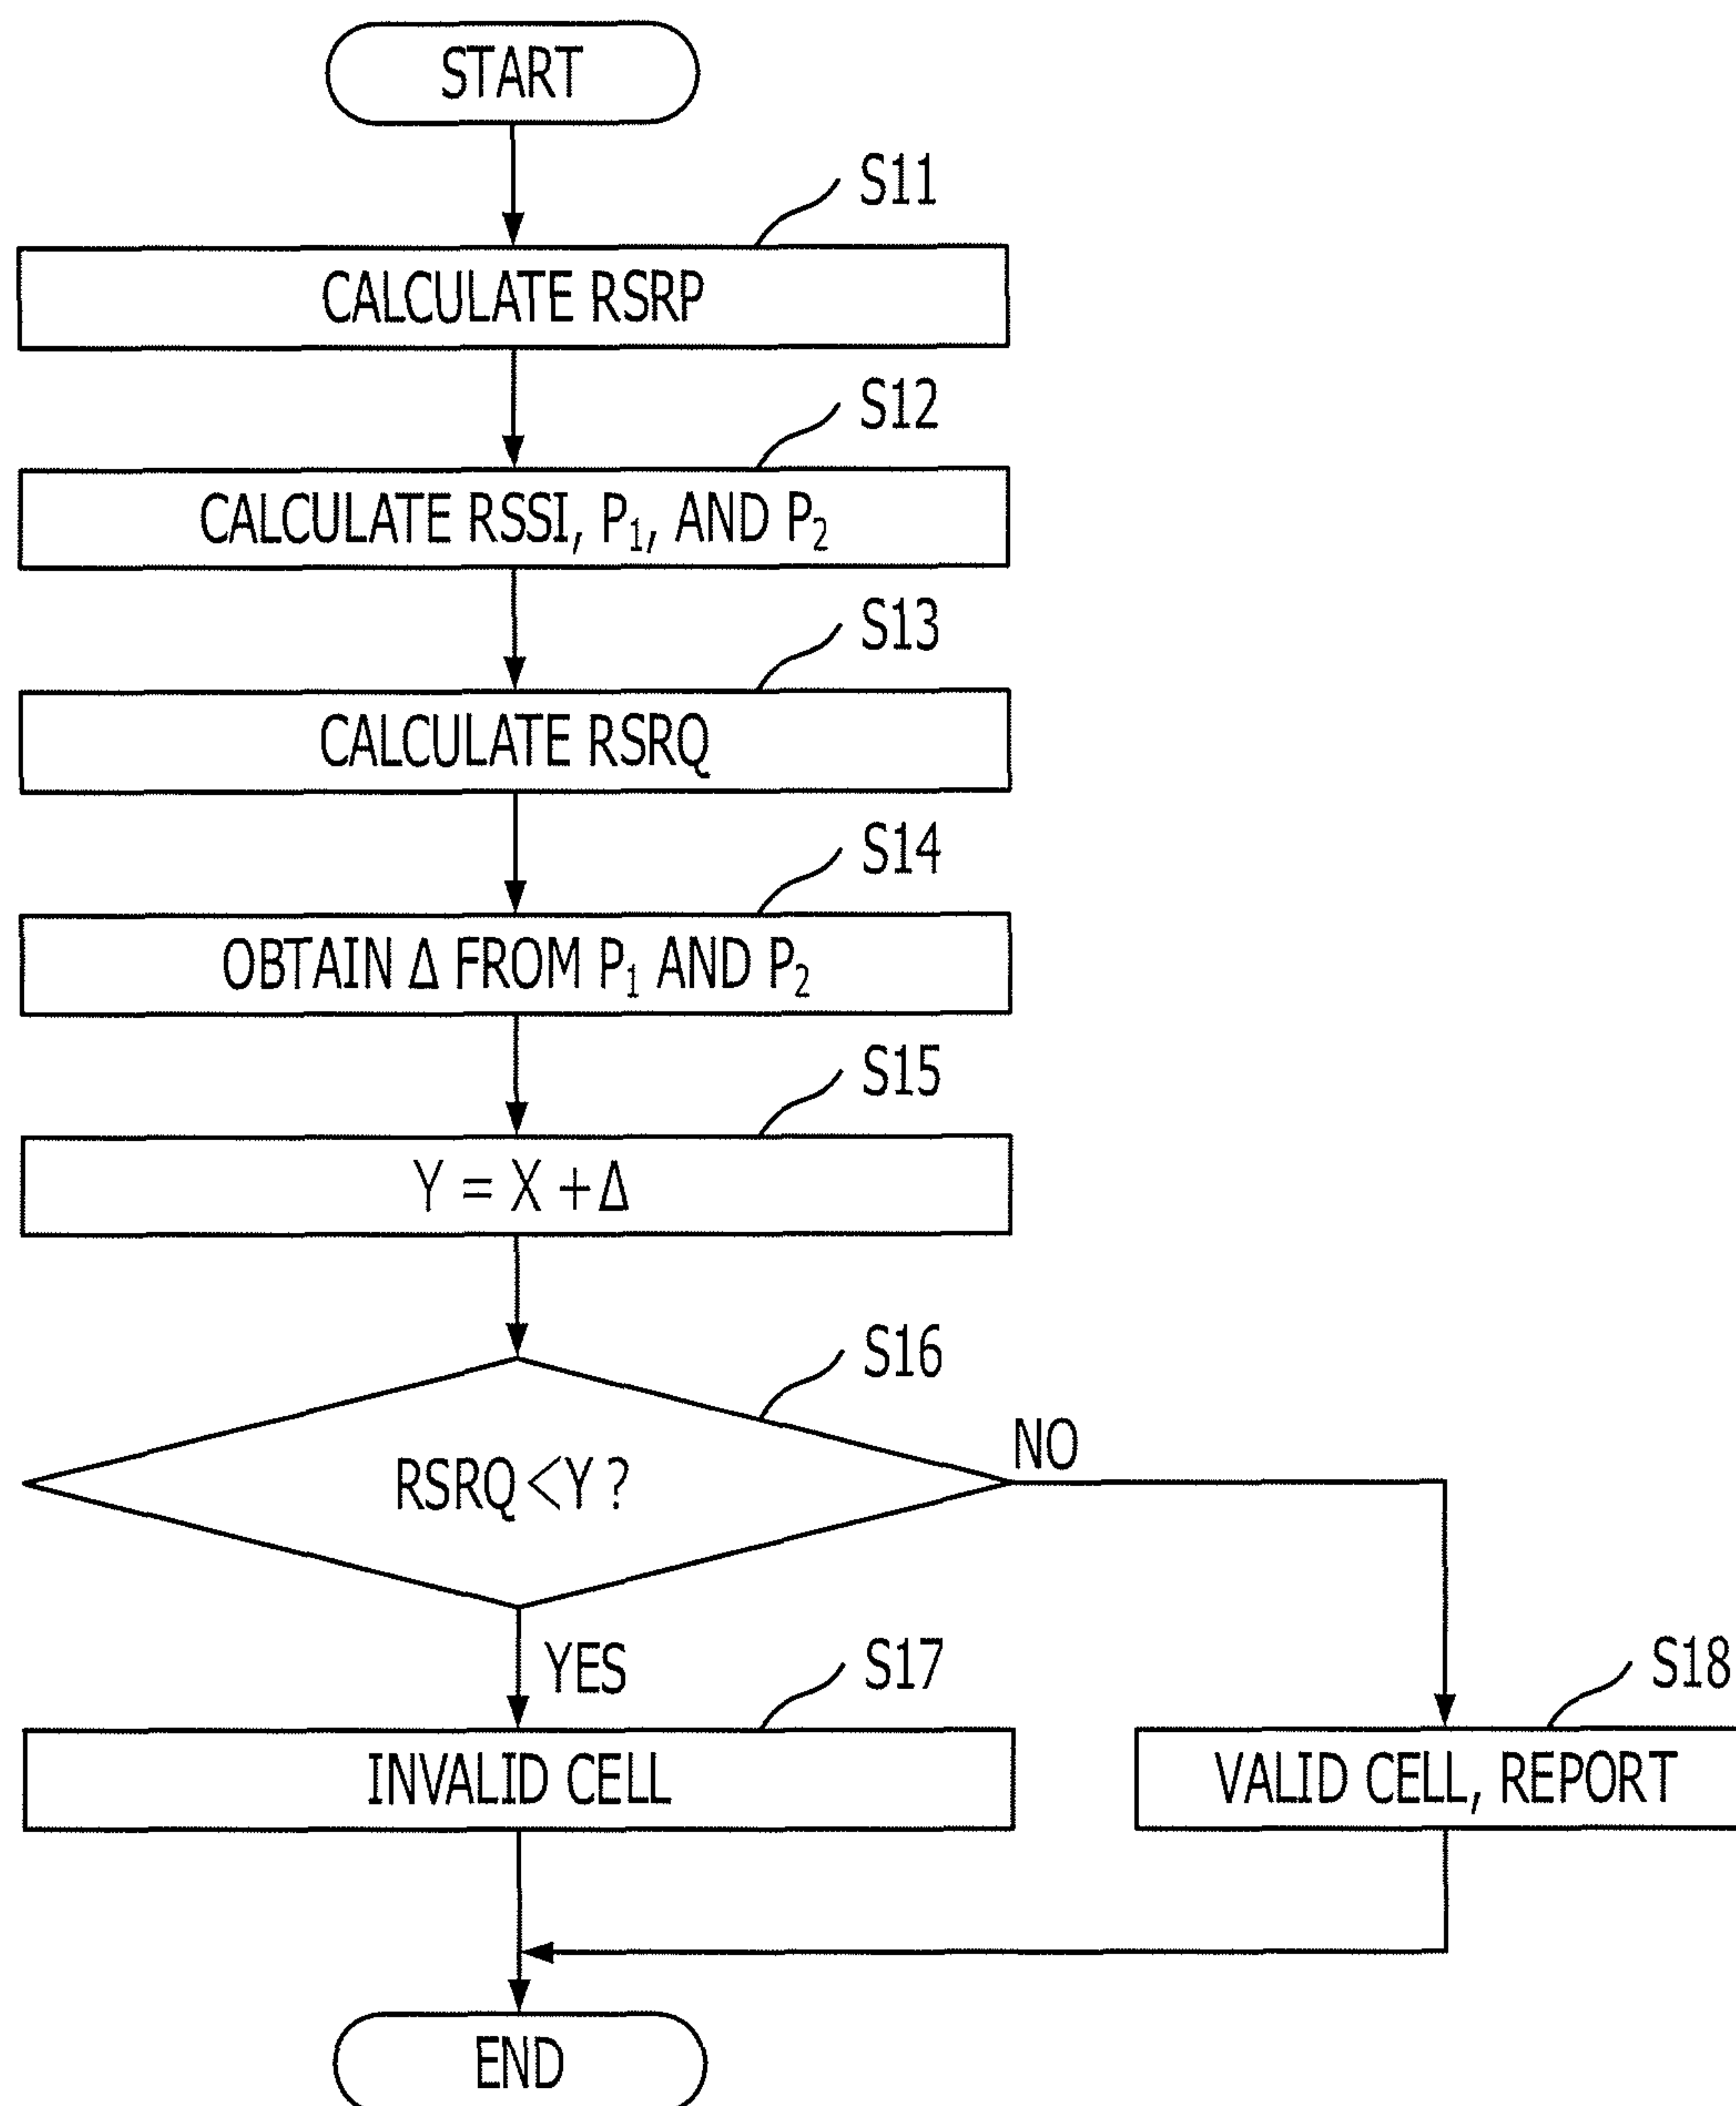 START
S11
CALCULATE RSRP
S12
CALCULATE RSSI, P₁, AND P₂
S13
CALCULATE RSRQ
S14
OBTAIN Δ FROM P₁ AND P₂
S15
Y = X + Δ
S16
RSRQ < Y ?
NO
YES
S17
INVALID CELL
S18
VALID CELL, REPORT
END